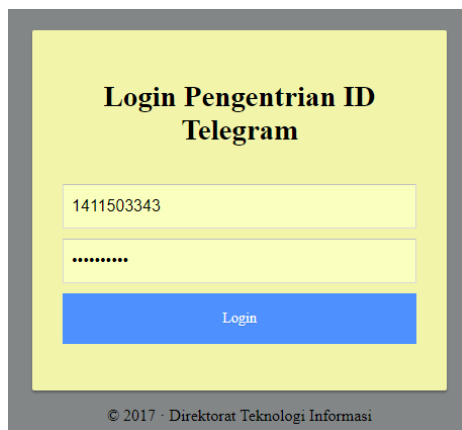 Login Pengentrian ID
Telegram
1411503343
••••••••••
Login
© 2017 · Direktorat Teknologi Informasi